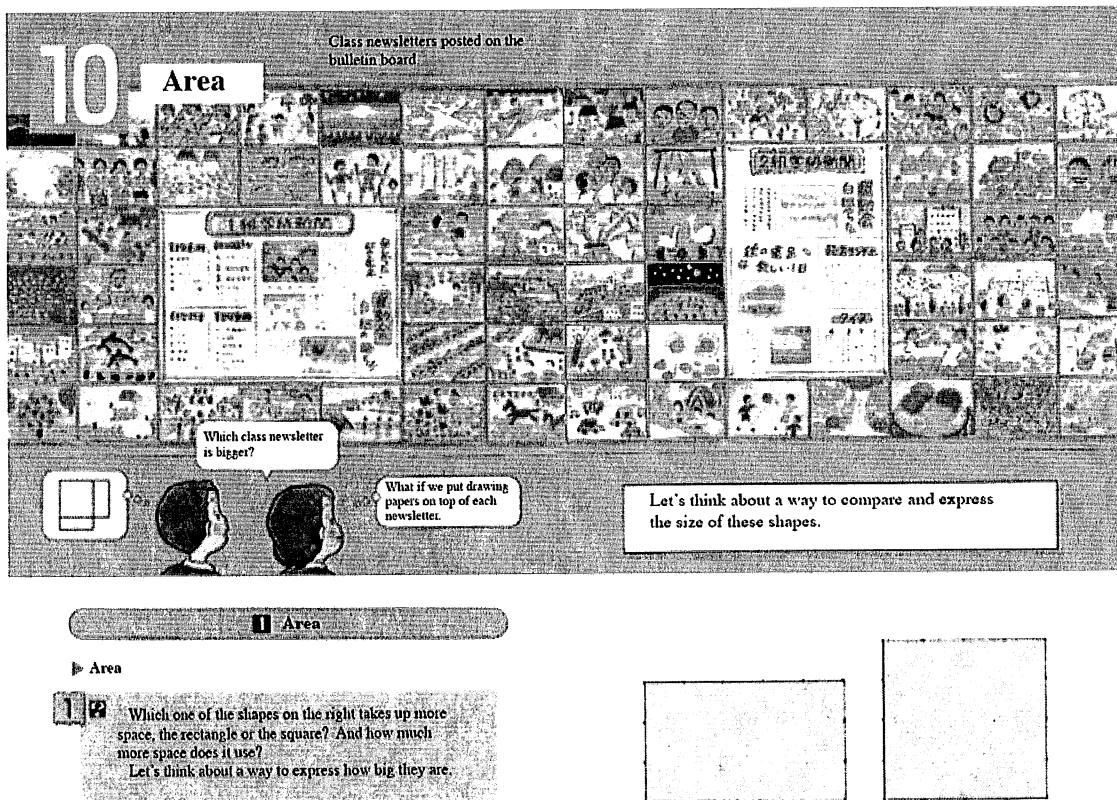 10
Area
Class newsletters posted on the
bulletin board
Which class newsletter
is bigger?
What if we put drawing
papers on top of each
newsletter.
Let's think about a way to compare and express
the size of these shapes.
1 Area
Area
1
Which one of the shapes on the right takes up more
space, the rectangle or the square? And how much
more space does it use?
Let's think about a way to express how big they are.